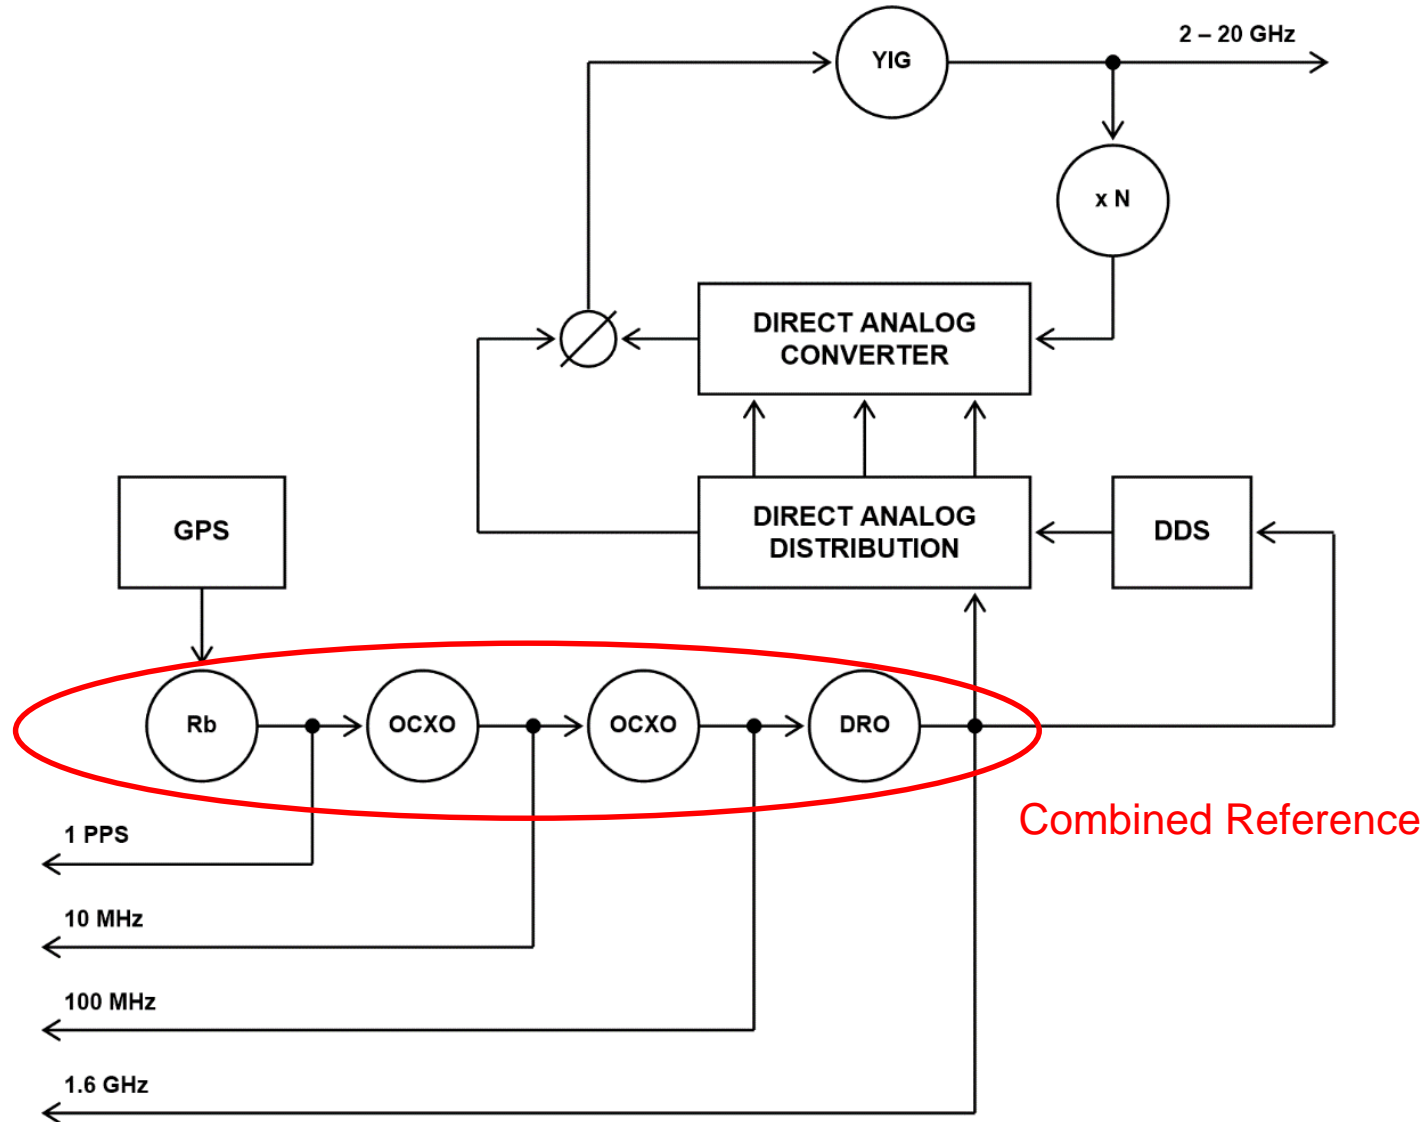 2 – 20 GHz
YIG
x N
DIRECT ANALOG
CONVERTER
GPS
DIRECT ANALOG
DISTRIBUTION
DDS
Rb
OCXO
OCXO
DRO
Combined Reference
1 PPS
10 MHz
100 MHz
1.6 GHz